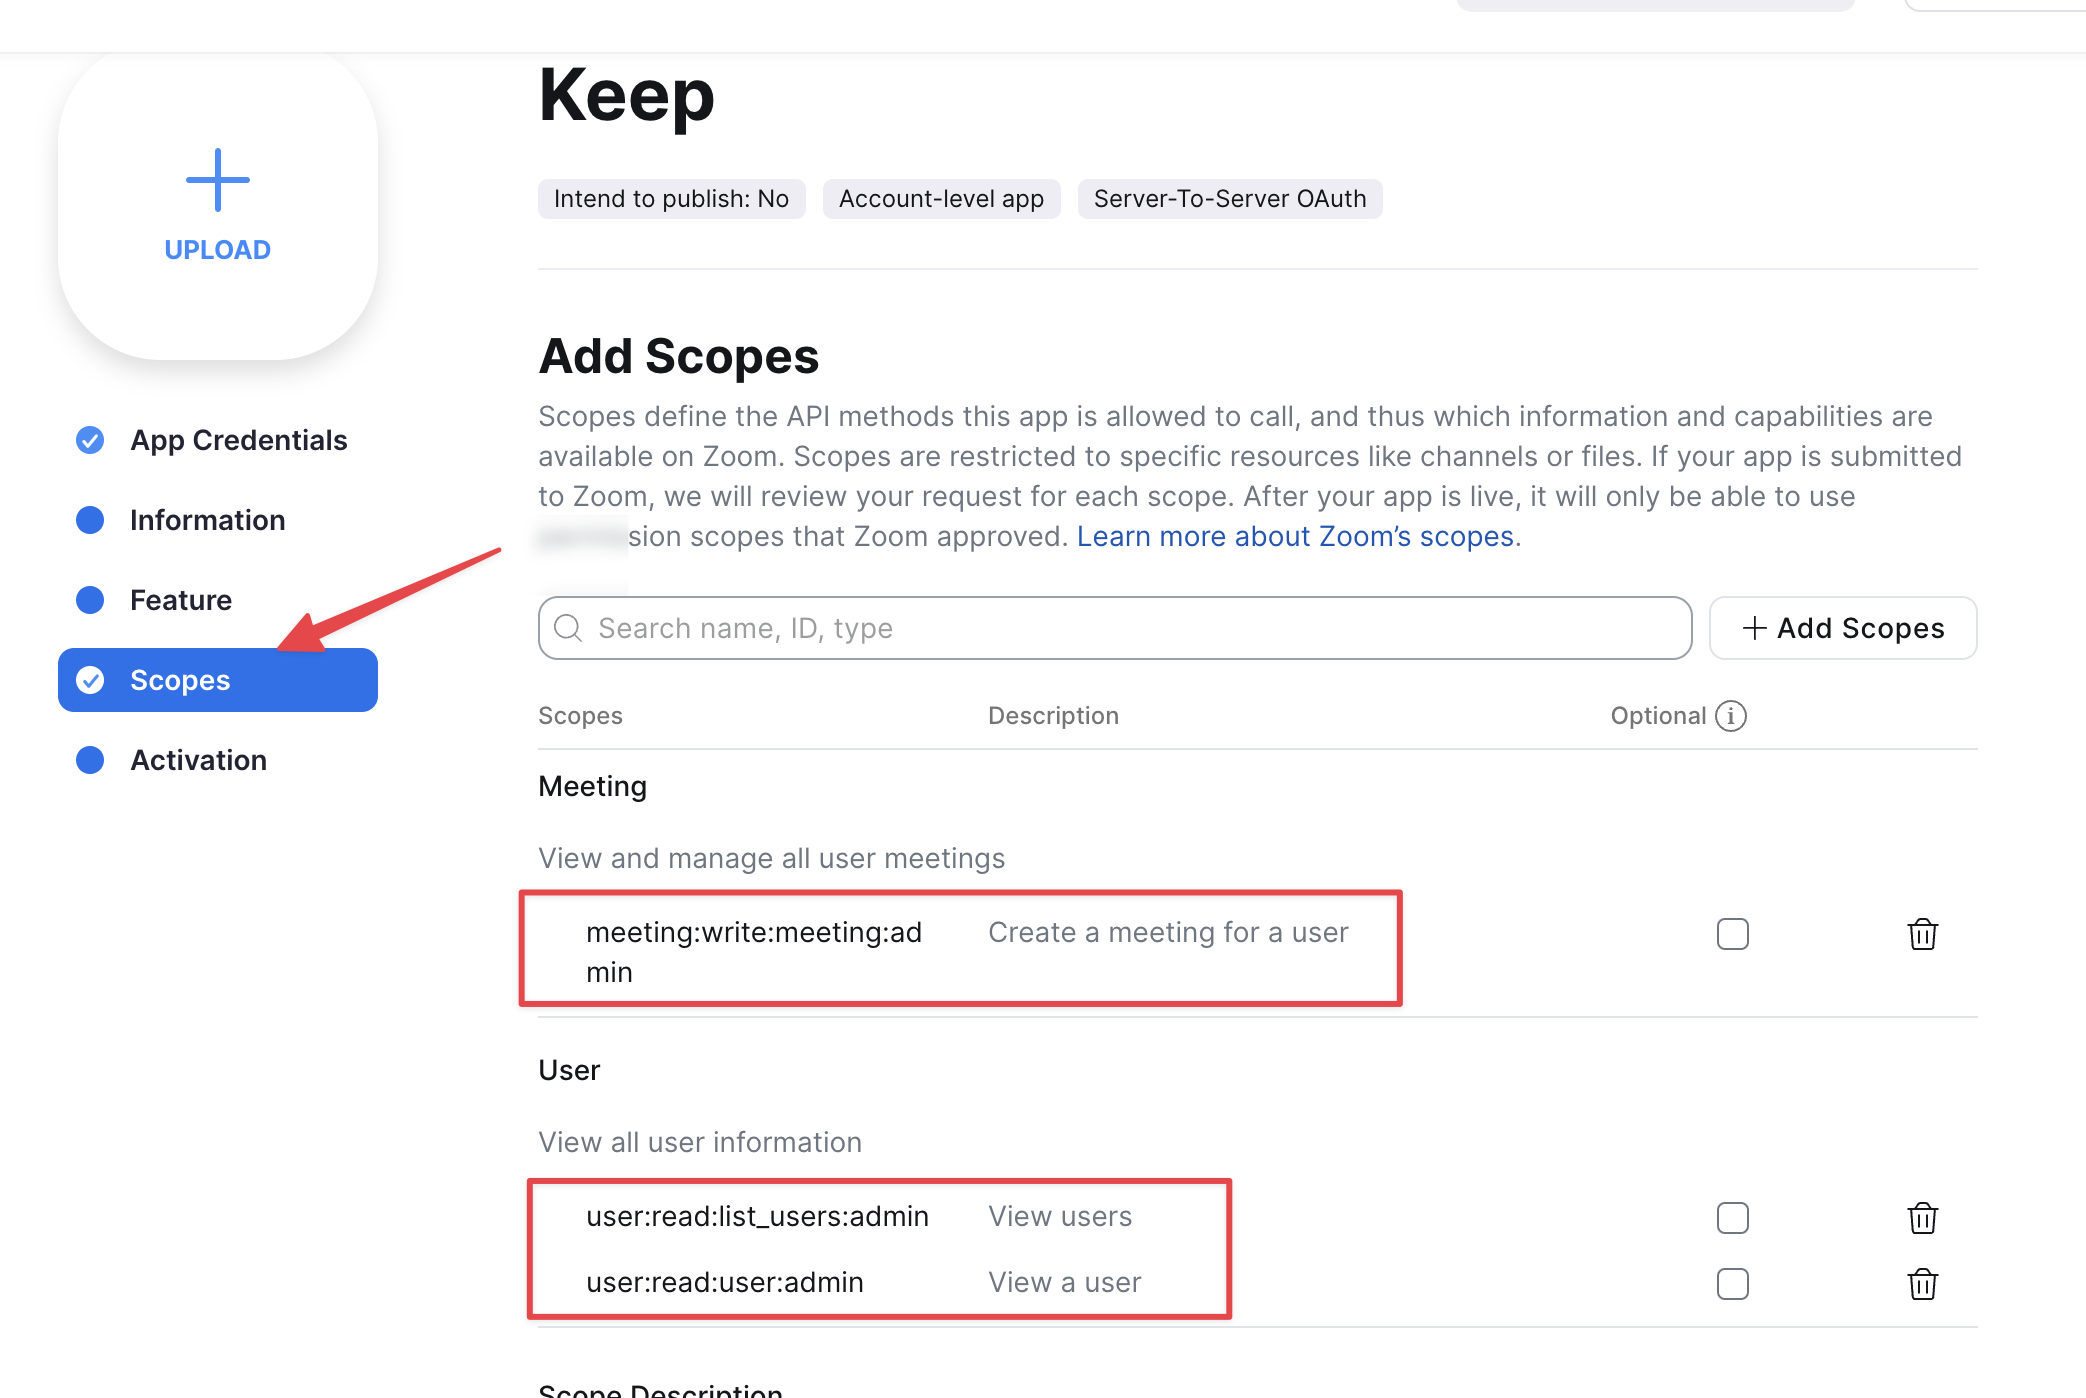 Keep
Intend to publish: No
Account-level app
Server-To-Server OAuth
UPLOAD
App Credentials
Information
Feature
Scopes
Activation
Add Scopes
Scopes define the API methods this app is allowed to call, and thus which information and capabilities are
available on Zoom. Scopes are restricted to specific resources like channels or files. If your app is submitted
to Zoom, we will review your request for each scope. After your app is live, it will only be able to use
scopes that Zoom approved. Learn more about Zoom’s scopes.
Search name, ID, type
Add Scopes
Scopes Description Optional
Meeting
View and manage all user meetings
meeting:write:meeting:ad Create a meeting for a user
min
User
View all user information
user:read:list_users:admin View users
user:read:user:admin View a user
Scope Description